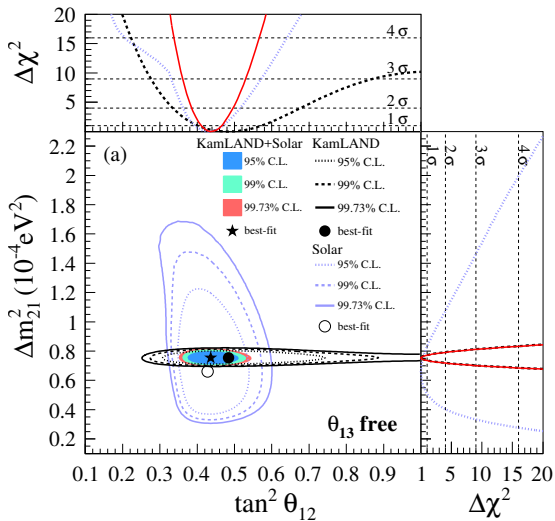 20
15
10
5
Δχ²
4σ
3σ
2σ
1σ
(a)
KamLAND+Solar
95% C.L.
99% C.L.
99.73% C.L.
best-fit
KamLAND
95% C.L.
99% C.L.
99.73% C.L.
best-fit
Solar
95% C.L.
99% C.L.
99.73% C.L.
best-fit
θ₁₃ free
1σ
2σ
3σ
4σ
2.2
2
1.8
1.6
1.4
1.2
1
0.8
0.6
0.4
0.2
Δm²₂₁ (10⁻⁴eV²)
0.1 0.2 0.3 0.4 0.5 0.6 0.7 0.8 0.9 1
tan² θ₁₂
5 10 15 20
Δχ²